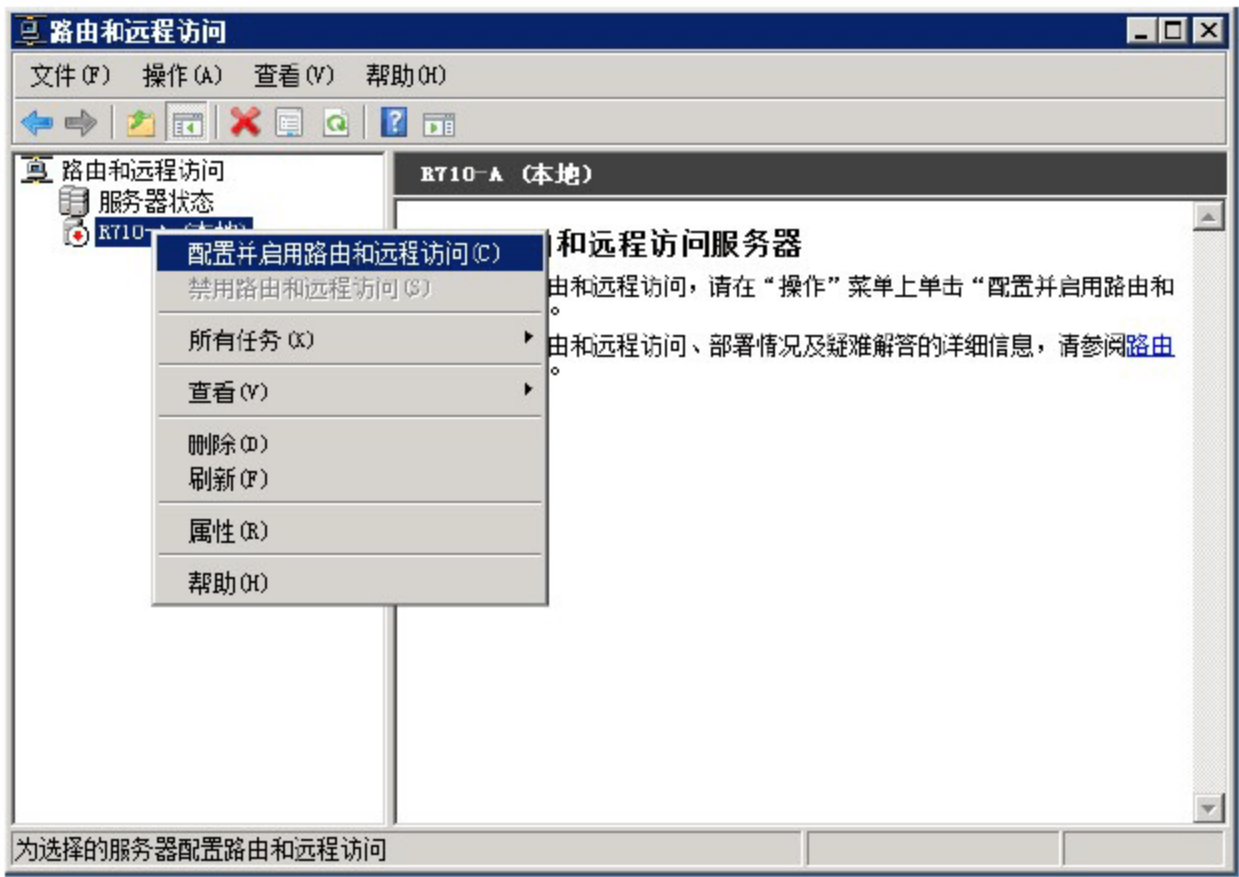 路由和远程访问
文件(F) 操作(A) 查看(V) 帮助(H)
路由和远程访问
服务器状态
R710-A (本地)
配置并启用路由和远程访问(C)
禁用路由和远程访问(S)
所有任务(K)
查看(V)
删除(D)
刷新(F)
属性(R)
帮助(H)
R710-A (本地)
和远程访问服务器
由和远程访问，请在“操作”菜单上单击“配置并启用路由和
。
由和远程访问、部署情况及疑难解答的详细信息，请参阅路由
。
为选择的服务器配置路由和远程访问